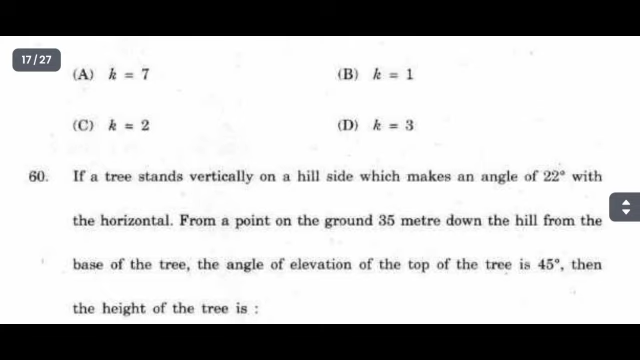 17/27
(A) k = 7 (B) k = 1
(C) k = 2 (D) k = 3
60. If a tree stands vertically on a hill side which makes an angle of 22° with
the horizontal. From a point on the ground 35 metre down the hill from the
base of the tree, the angle of elevation of the top of the tree is 45°, then
the height of the tree is :